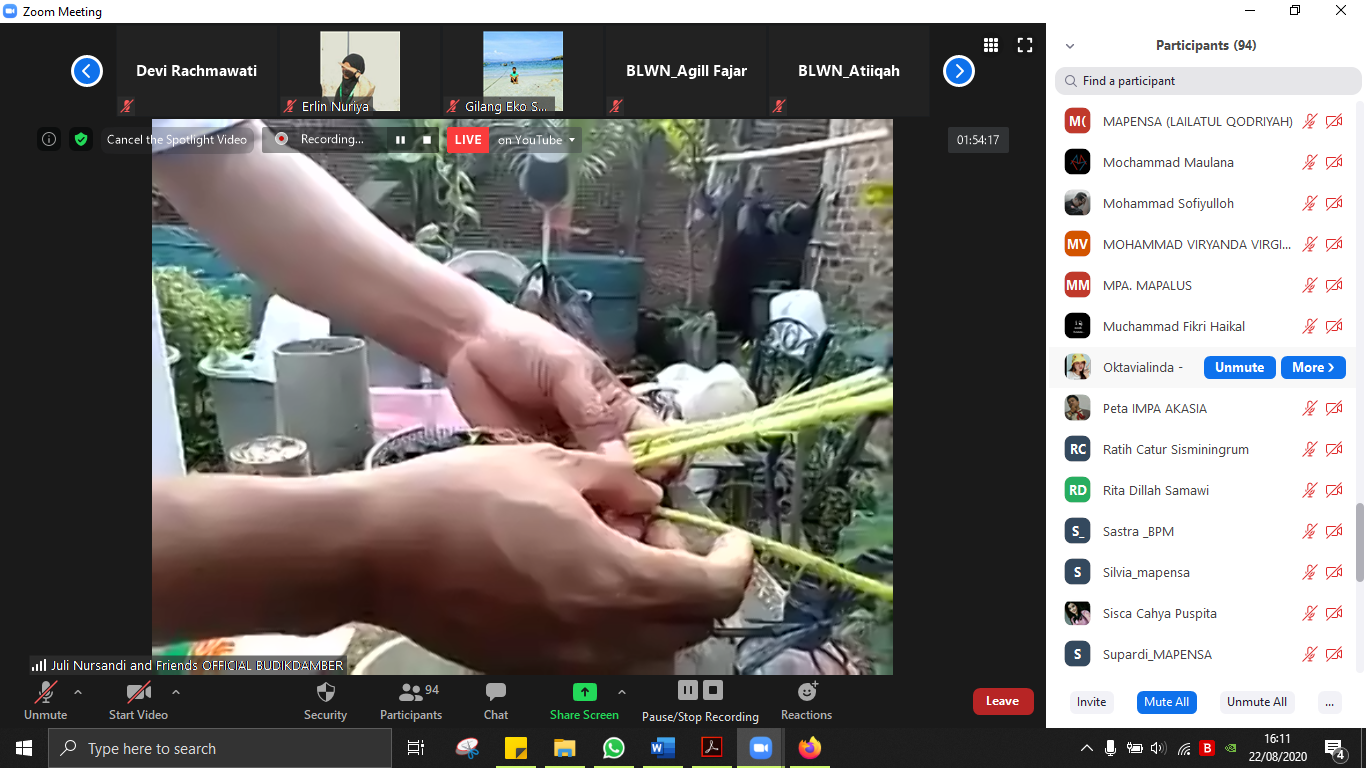 Zoom Meeting
Devi Rachmawati
Erlin Nuriya
Gilang Eko S...
BLWN_Agill Fajar
BLWN_Atiiqah
Cancel the Spotlight Video
Recording...
LIVE on YouTube
01:54:17
Juli Nursandi and Friends OFFICIAL BUDIKDAMBER
Unmute
Start Video
Security
94
Participants
Chat
Share Screen
Pause/Stop Recording
Reactions
Leave
Participants (94)
Find a participant
M( MAPENSA (LAILATUL QODRIYAH)
Mochammad Maulana
Mohammad Sofiyulloh
MV MOHAMMAD VIRYANDA VIRGI...
MM MPA. MAPALUS
Muchammad Fikri Haikal
Oktavialinda - Unmute More
Peta IMPA AKASIA
RC Ratih Catur Sisminingrum
RD Rita Dillah Samawi
S_ Sastra _BPM
S Silvia_mapensa
Sisca Cahya Puspita
S Supardi_MAPENSA
Invite Mute All Unmute All ...
Type here to search
16:11
22/08/2020
4